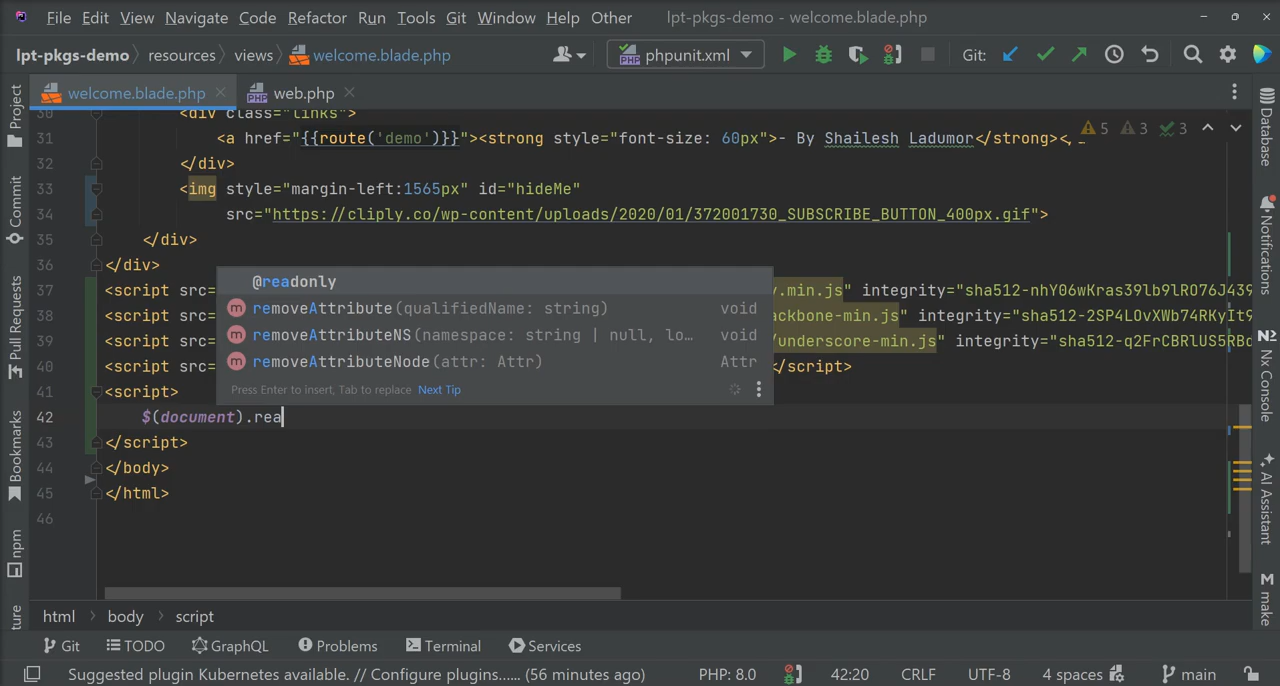 File Edit View Navigate Code Refactor Run Tools Git Window Help Other lpt-pkgs-demo - welcome.blade.php
lpt-pkgs-demo resources views welcome.blade.php phpunit.xml Git:
welcome.blade.php web.php
30 <div class="links">
31 <a href="{{route('demo')}}"><strong style="font-size: 60px">- By Shailesh Ladumor</strong><
5 3 3
32 </div>
33 <img style="margin-left:1565px" id="hideMe"
34 src="https://cliply.co/wp-content/uploads/2020/01/372001730_SUBSCRIBE_BUTTON_400px.gif">
35 </div>
36 </div>
37 <script src= y.min.js" integrity="sha512-nhY06wKras39lb9lRO76J439
38 <script src= ackbone-min.js" integrity="sha512-2SP4LOvXWb74RKyIt9
39 <script src= /underscore-min.js" integrity="sha512-q2FrCBRlUS5RBd
40 <script src= </script>
41 <script>
42 $(document).rea
43 </script>
44 </body>
45 </html>
46
@readonly
removeAttribute(qualifiedName: string) void
removeAttributeNS(namespace: string | null, lo... void
removeAttributeNode(attr: Attr) Attr
Press Enter to insert, Tab to replace Next Tip
html body script
Git TODO GraphQL Problems Terminal Services
Suggested plugin Kubernetes available. // Configure plugins...... (56 minutes ago) PHP: 8.0 42:20 CRLF UTF-8 4 spaces main
Project
Commit
Pull Requests
Bookmarks
npm
ture
Database
Notifications
Nx Console
AI Assistant
make